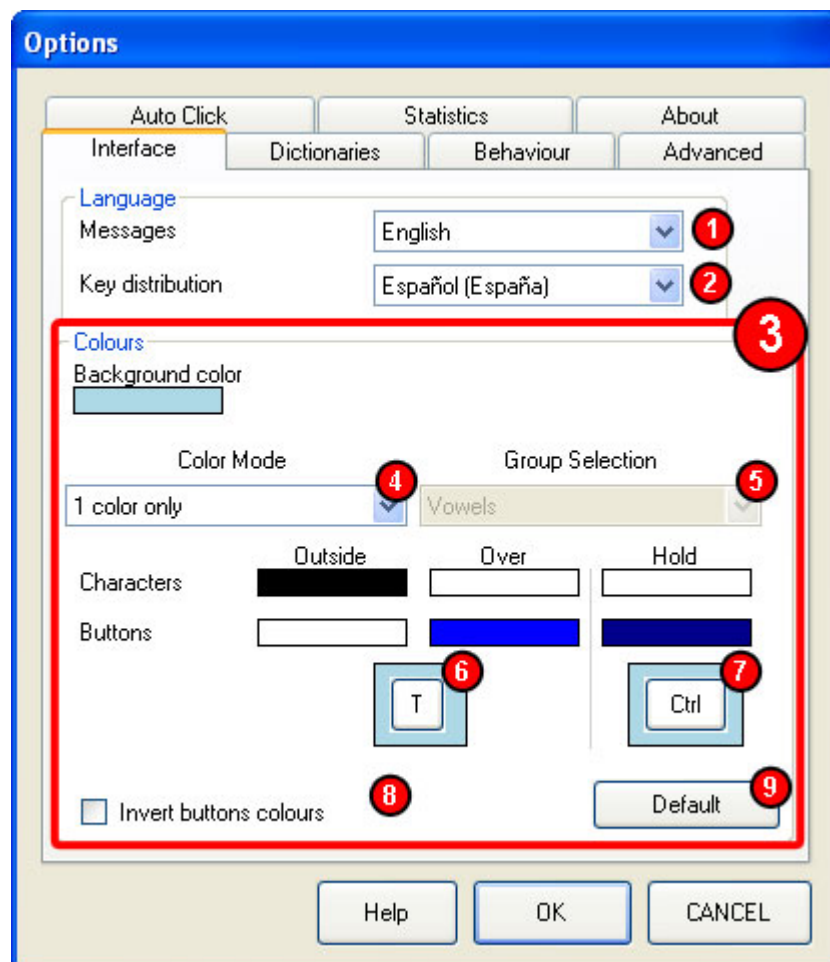 Options
Auto Click Statistics About
Interface Dictionaries Behaviour Advanced
Language
Messages English 1
Key distribution Español (España) 2
3
Colours
Background color
Color Mode Group Selection
4 5
1 color only Vowels
Outside Over Hold
Characters
Buttons
6 7
T Ctrl
8 9
Invert buttons colours Default
Help OK CANCEL